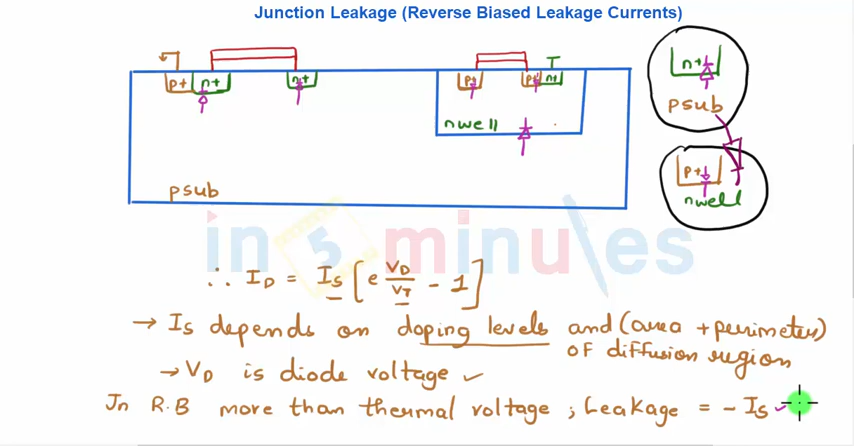 Junction Leakage (Reverse Biased Leakage Currents)
p+ n+ n+ p+ p+ n+
n+
psub
nwell
p+
nwell
psub
in 5 minutes
∴ ID = IS [e VD/VT - 1]
→ Is depends on doping levels and (area + perimeter)
of diffusion region
→ VD is diode voltage ✓
In R.B more than thermal voltage ; Leakage = - Is ✓